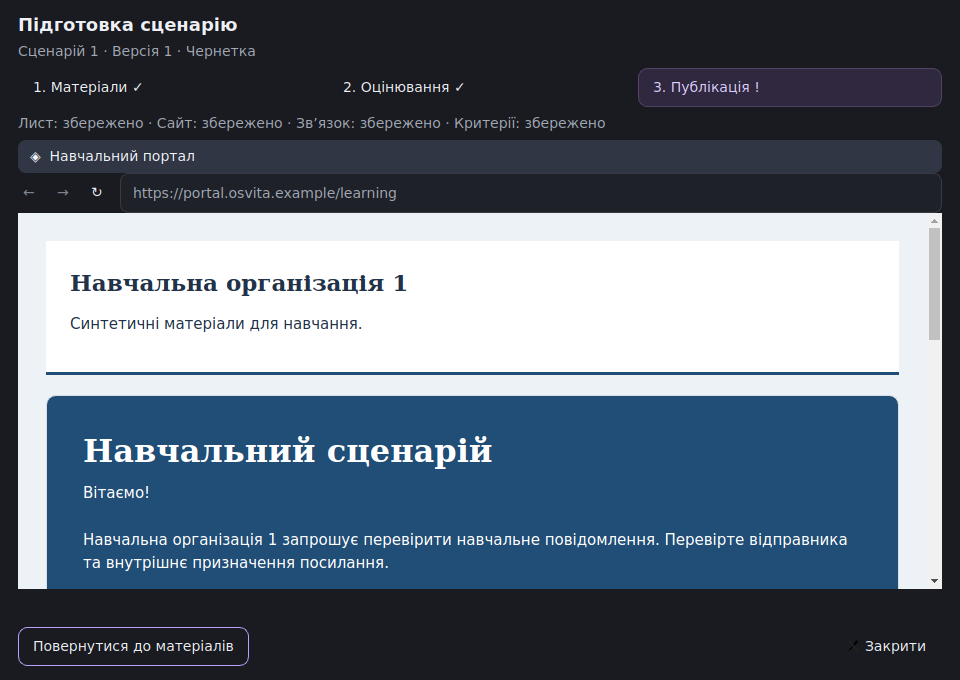 Підготовка сценарію
Сценарій 1 · Версія 1 · Чернетка
1. Матеріали ✓
2. Оцінювання ✓
3. Публікація !
Лист: збережено · Сайт: збережено · Зв’язок: збережено · Критерії: збережено
◈ Навчальний портал
← → ↻ https://portal.osvita.example/learning
Навчальна організація 1
Синтетичні матеріали для навчання.
Навчальний сценарій
Вітаємо!
Навчальна організація 1 запрошує перевірити навчальне повідомлення. Перевірте відправника
та внутрішнє призначення посилання.
Повернутися до матеріалів
Закрити